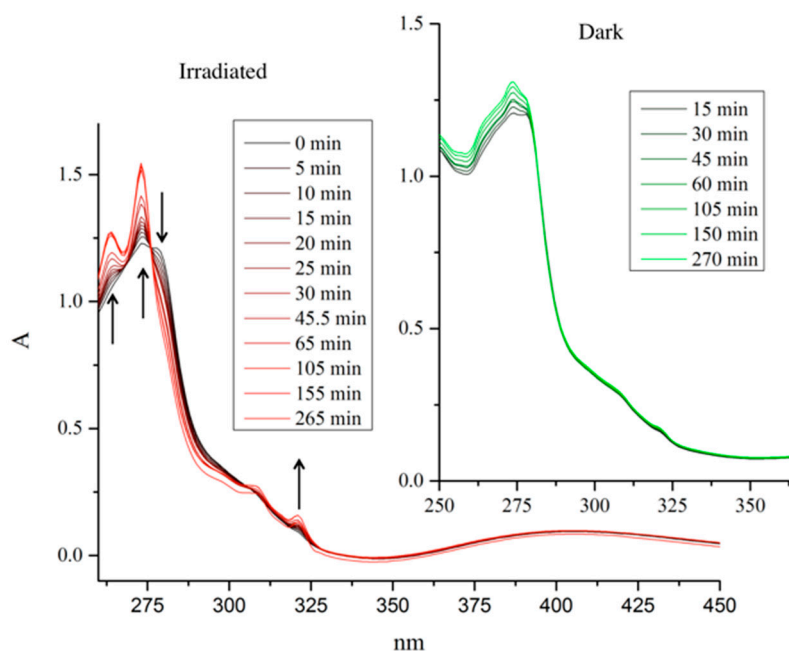 Irradiated
0 min
5 min
10 min
15 min
20 min
25 min
30 min
45.5 min
65 min
105 min
155 min
265 min
1.5
1.0
0.5
0.0
A
275
300
325
350
375
400
425
450
nm
Dark
15 min
30 min
45 min
60 min
105 min
150 min
270 min
1.5
1.0
0.5
0.0
250
275
300
325
350